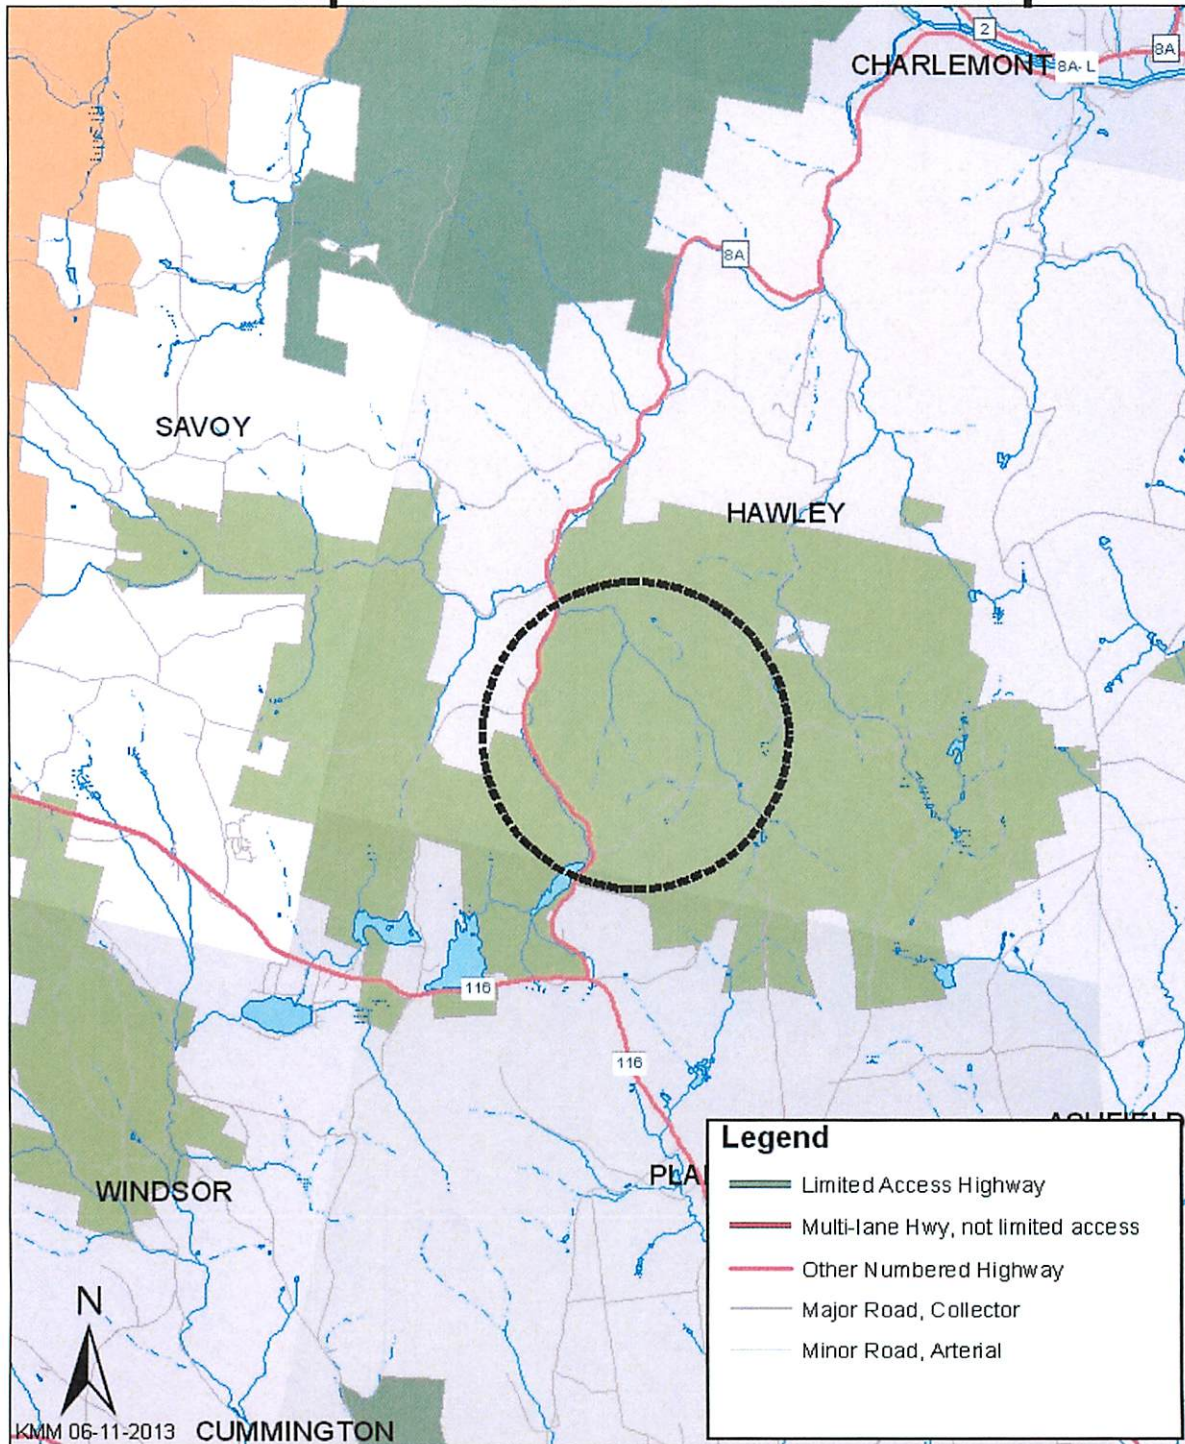 2
8A
CHARLEMONT
8A-L
8A
SAVOY
HAWLEY
116
116
Legend
Limited Access Highway
Multi-lane Hwy, not limited access
Other Numbered Highway
Major Road, Collector
Minor Road, Arterial
WINDSOR
N
KMM 06-11-2013
CUMMINGTON